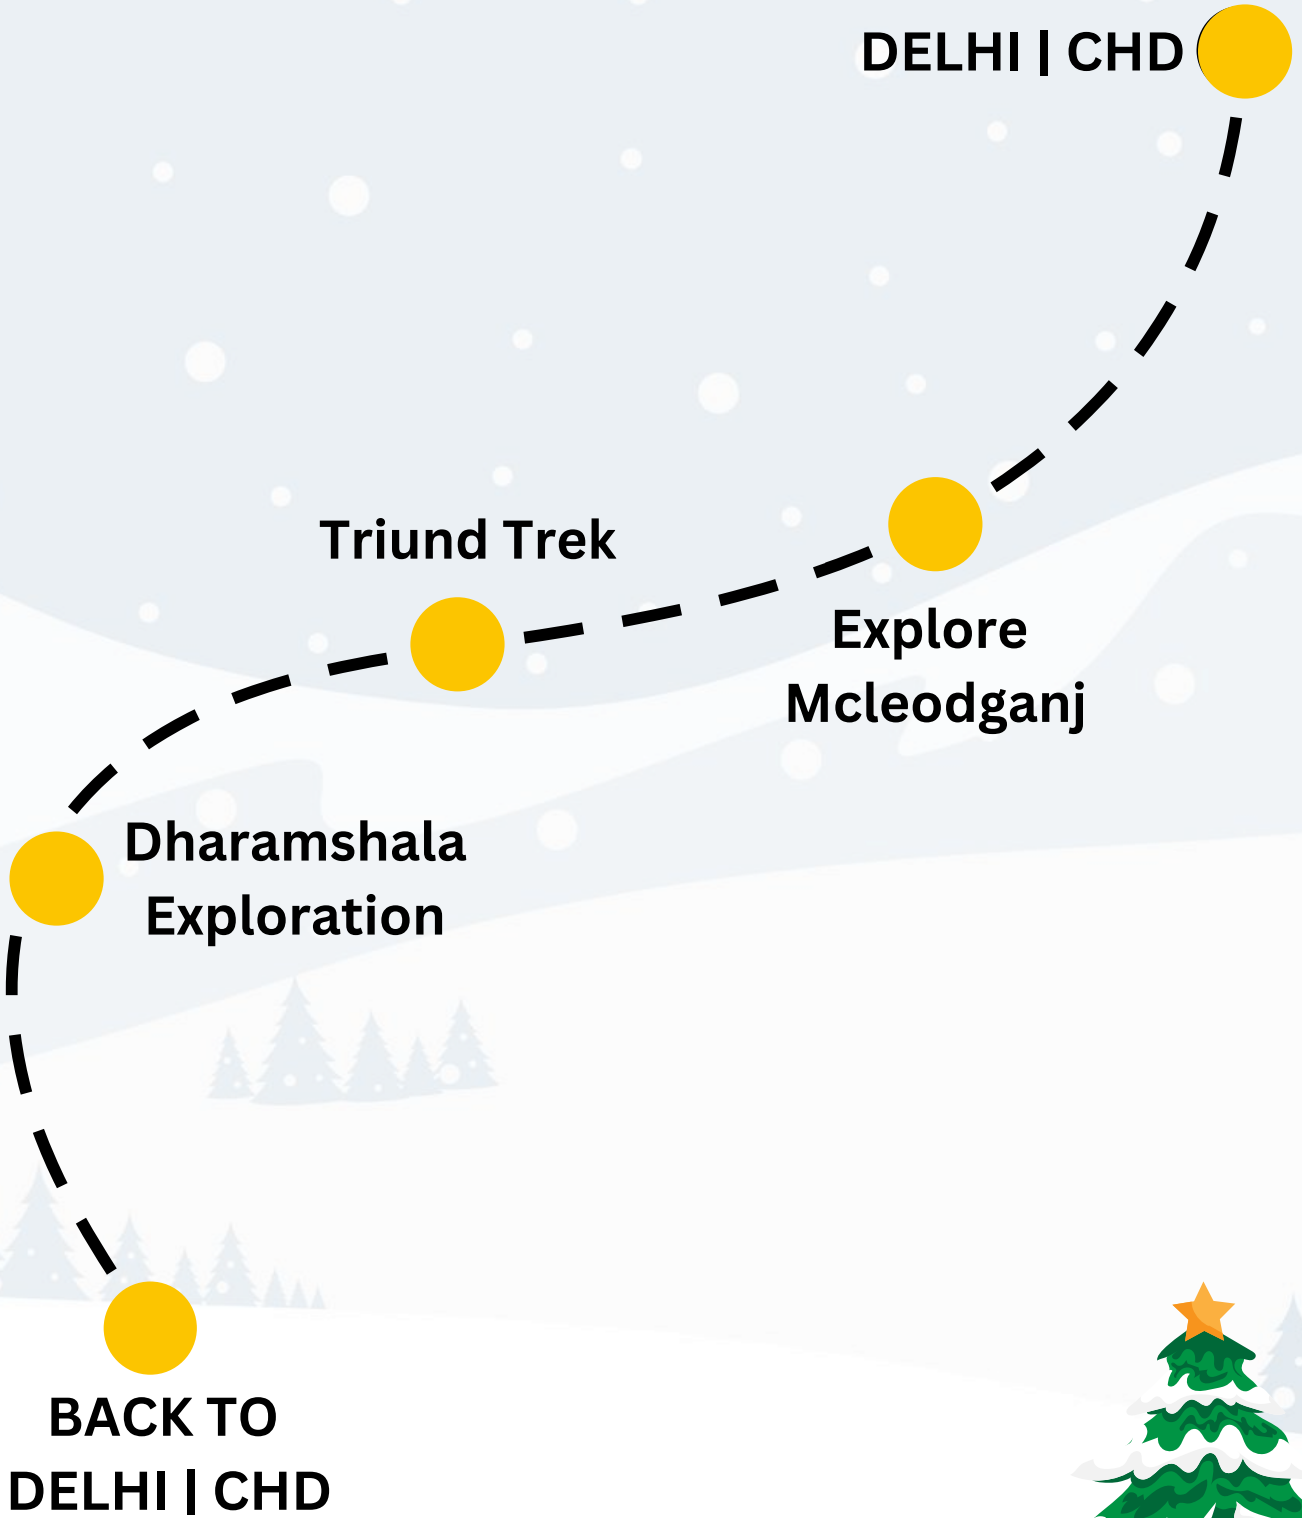 DELHI | CHD
Triund Trek
Explore
Mcleodganj
Dharamshala
Exploration
BACK TO
DELHI | CHD